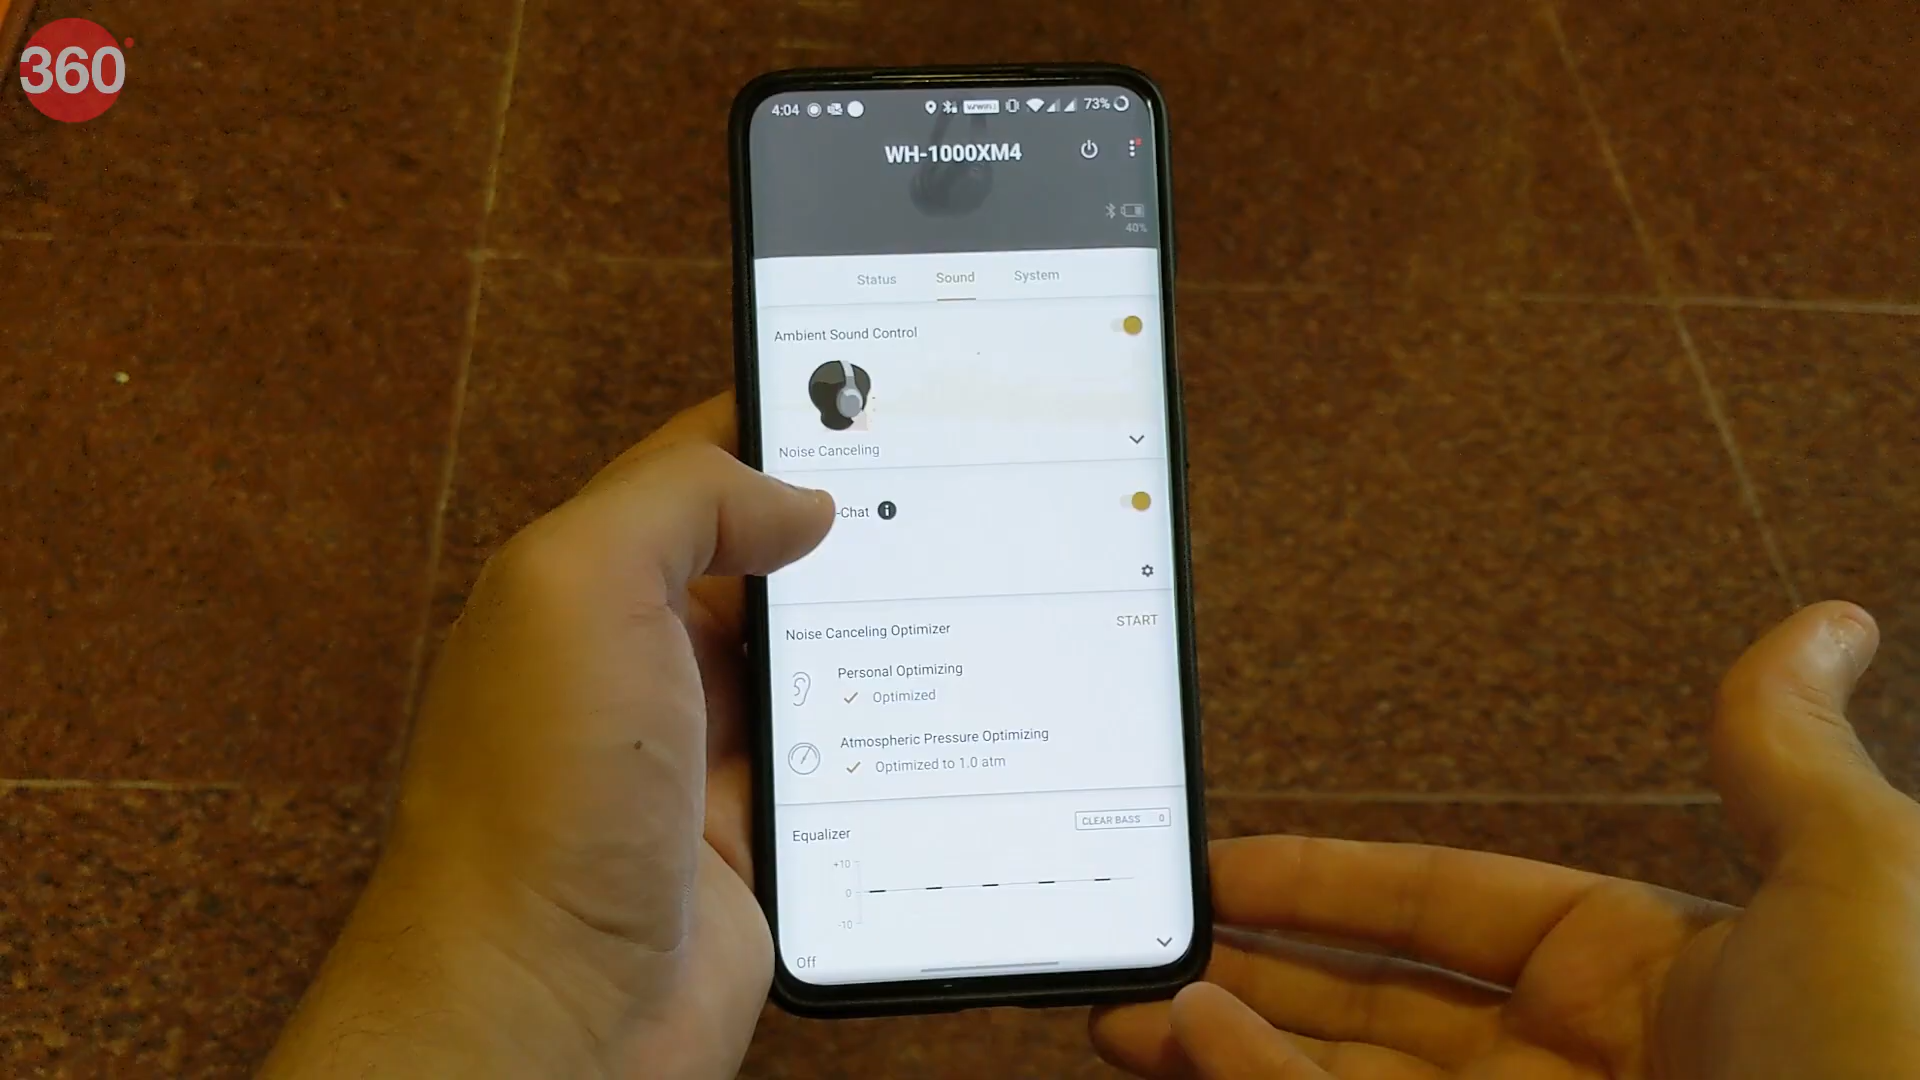 360
4:04
VoWiFi 1
73%
WH-1000XM4
40%
Status Sound System
Ambient Sound Control
Noise Canceling
-Chat i
Noise Canceling Optimizer START
Personal Optimizing
Optimized
Atmospheric Pressure Optimizing
Optimized to 1.0 atm
Equalizer CLEAR BASS 0
+10
0
-10
Off